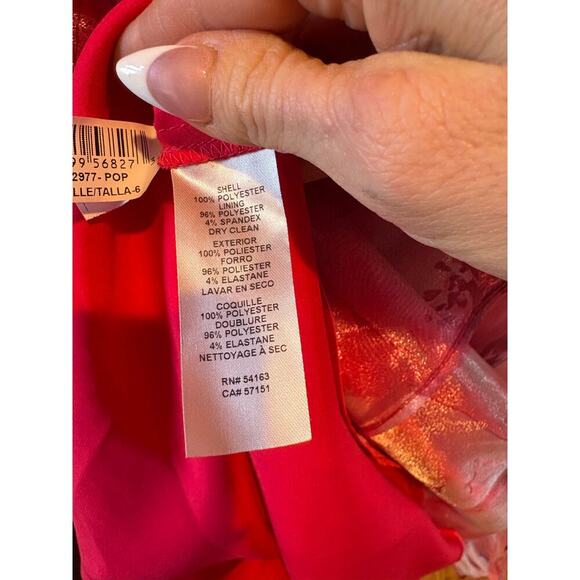 99 56827
2977- POP
LLE/TALLA-6
SHELL
100% POLYESTER
LINING
96% POLYESTER
4% SPANDEX
DRY CLEAN
EXTERIOR
100% POLIESTER
FORRO
96% POLIESTER
4% ELASTANE
LAVAR EN SECO
COQUILLE
100% POLYESTER
DOUBLURE
96% POLYESTER
4% ELASTANE
NETTOYAGE À SEC
RN# 54163
CA# 57151